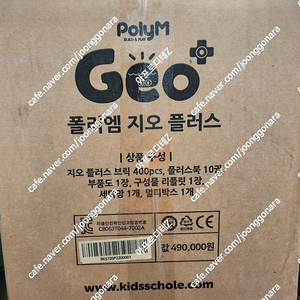 PolyM
BUILD & PLAY
Geo+
폴리엠 지오 플러스
| 상품 구성 |
지오 플러스 브릭 400pcs, 플러스북 10권
부품도 1장, 구성물 리플릿 1장,
세탁망 1개, 멀티박스 1개
CB063T044-7002A
값 490,000원
www.kidsschole.com
cafe.naver.com/joonggonara